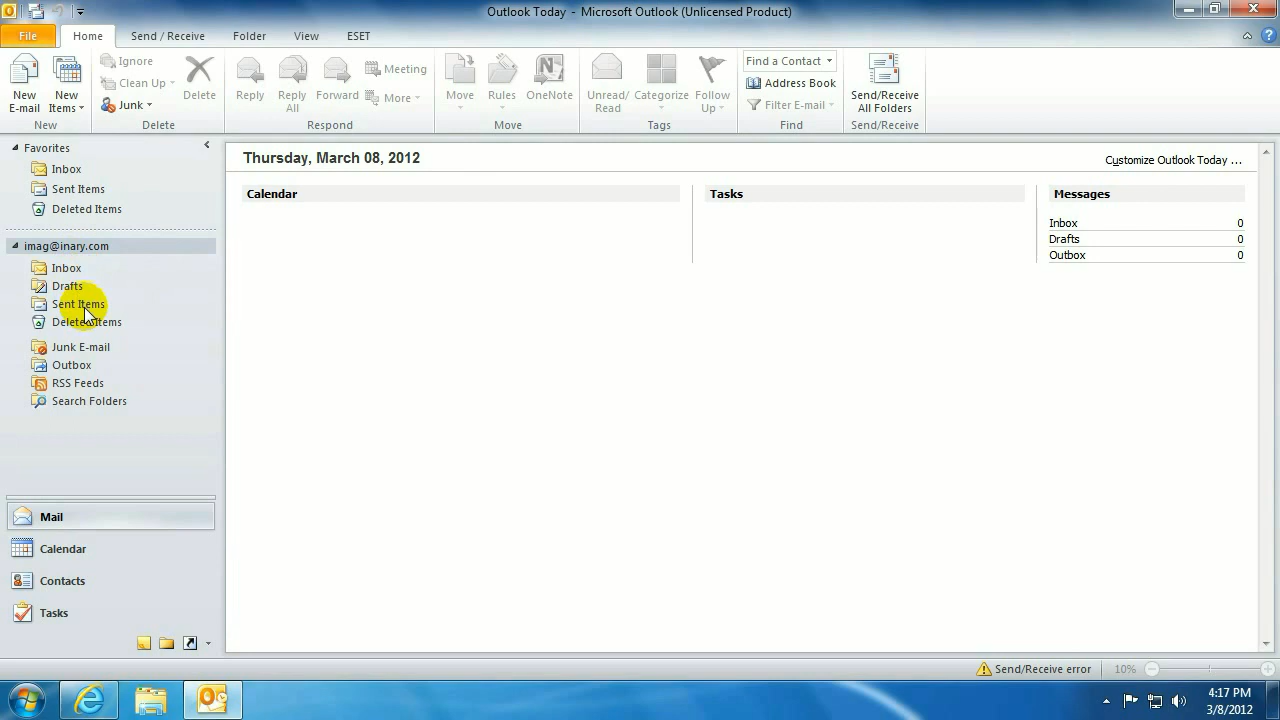 Outlook Today - Microsoft Outlook (Unlicensed Product)
File Home Send / Receive Folder View ESET
New E-mail
New Items
New
Ignore
Clean Up
Junk
Delete
Delete
Reply
Reply All
Forward
Meeting
More
Respond
Move
Rules
OneNote
Move
Unread/ Read
Categorize
Follow Up
Tags
Find a Contact
Address Book
Filter E-mail
Find
Send/Receive All Folders
Send/Receive
Favorites
Inbox
Sent Items
Deleted Items
imag@inary.com
Inbox
Drafts
Sent Items
Deleted Items
Junk E-mail
Outbox
RSS Feeds
Search Folders
Mail
Calendar
Contacts
Tasks
Thursday, March 08, 2012
Customize Outlook Today ...
Calendar
Tasks
Messages
Inbox 0
Drafts 0
Outbox 0
Send/Receive error
10%
4:17 PM
3/8/2012